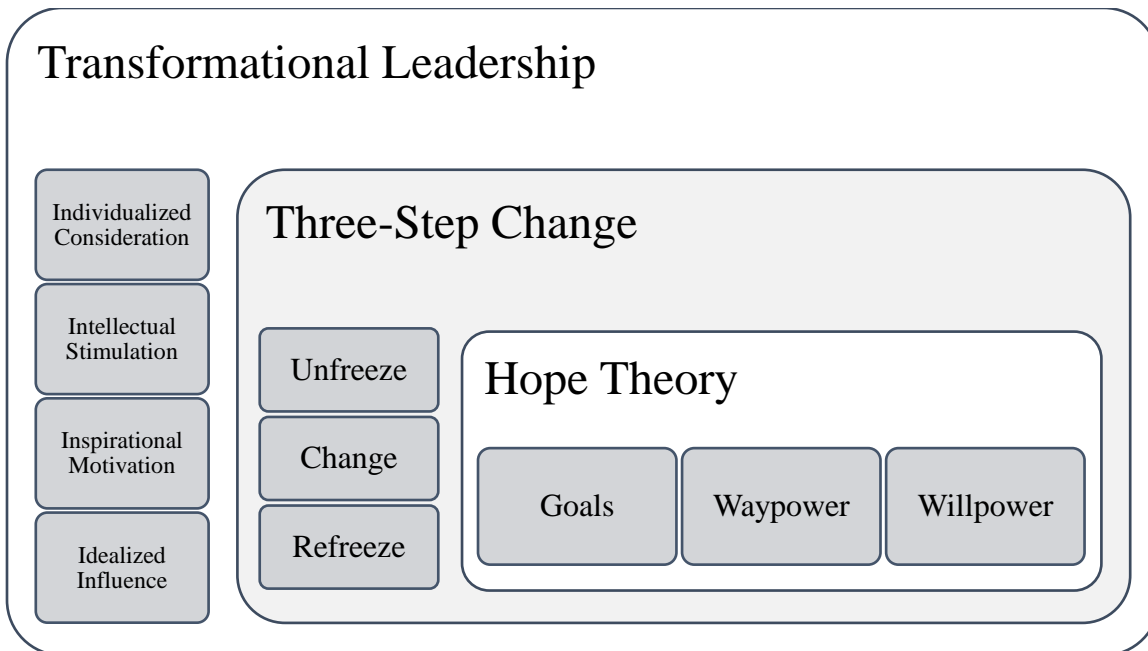 Transformational Leadership
Individualized
Consideration
Intellectual
Stimulation
Inspirational
Motivation
Idealized
Influence
Three-Step Change
Unfreeze
Change
Refreeze
Hope Theory
Goals
Waypower
Willpower